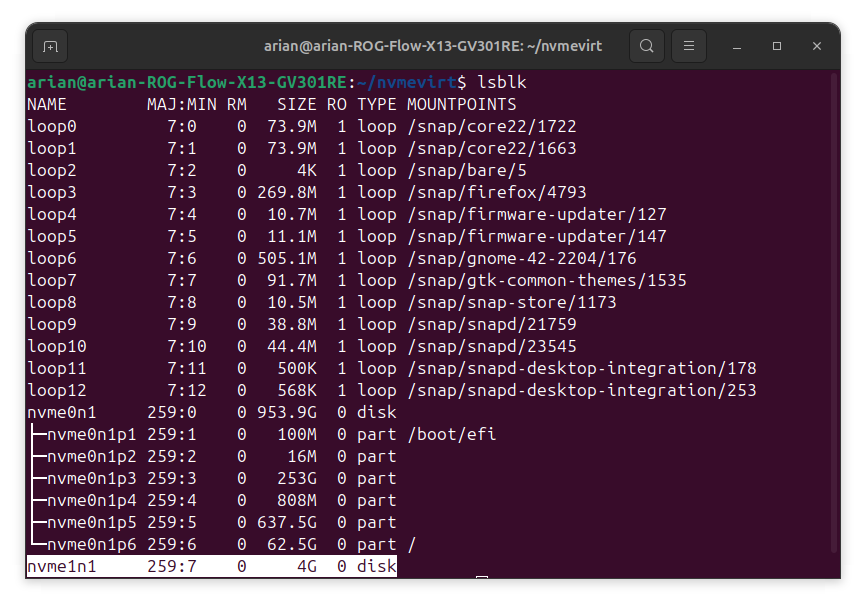 arian@arian-ROG-Flow-X13-GV301RE: ~/nvmevirt
arian@arian-ROG-Flow-X13-GV301RE:~/nvmevirt$ lsblk
NAME        MAJ:MIN RM   SIZE RO TYPE MOUNTPOINTS
loop0         7:0    0  73.9M  1 loop /snap/core22/1722
loop1         7:1    0  73.9M  1 loop /snap/core22/1663
loop2         7:2    0     4K  1 loop /snap/bare/5
loop3         7:3    0 269.8M  1 loop /snap/firefox/4793
loop4         7:4    0  10.7M  1 loop /snap/firmware-updater/127
loop5         7:5    0  11.1M  1 loop /snap/firmware-updater/147
loop6         7:6    0 505.1M  1 loop /snap/gnome-42-2204/176
loop7         7:7    0  91.7M  1 loop /snap/gtk-common-themes/1535
loop8         7:8    0  10.5M  1 loop /snap/snap-store/1173
loop9         7:9    0  38.8M  1 loop /snap/snapd/21759
loop10        7:10   0  44.4M  1 loop /snap/snapd/23545
loop11        7:11   0   500K  1 loop /snap/snapd-desktop-integration/178
loop12        7:12   0   568K  1 loop /snap/snapd-desktop-integration/253
nvme0n1     259:0    0 953.9G  0 disk
├─nvme0n1p1 259:1    0   100M  0 part /boot/efi
├─nvme0n1p2 259:2    0    16M  0 part
├─nvme0n1p3 259:3    0   253G  0 part
├─nvme0n1p4 259:4    0   808M  0 part
├─nvme0n1p5 259:5    0 637.5G  0 part
└─nvme0n1p6 259:6    0  62.5G  0 part /
nvme1n1     259:7    0     4G  0 disk